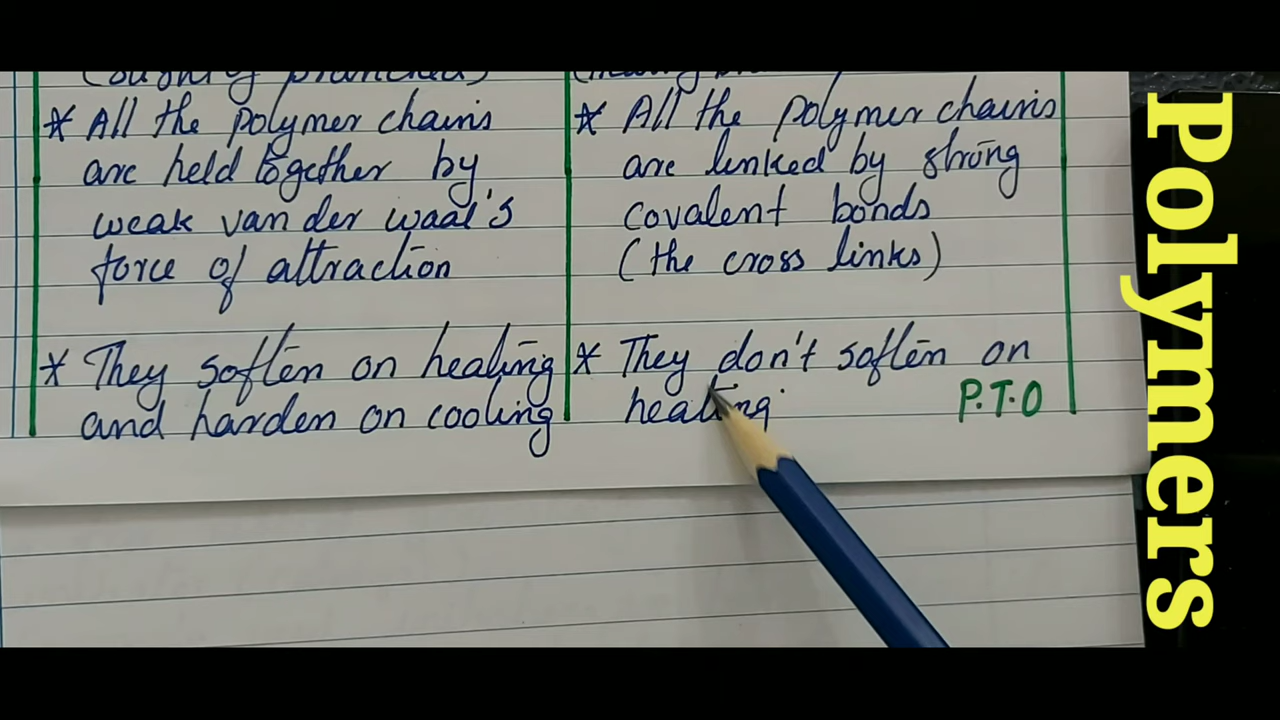 * All the polymer chains
are held together by
weak van der waal's
force of attraction
* They soften on heating
and harden on cooling
* All the polymer chains
are linked by strong
covalent bonds
(the cross links)
* They don't soften on
heating
P.T.O
Polymers